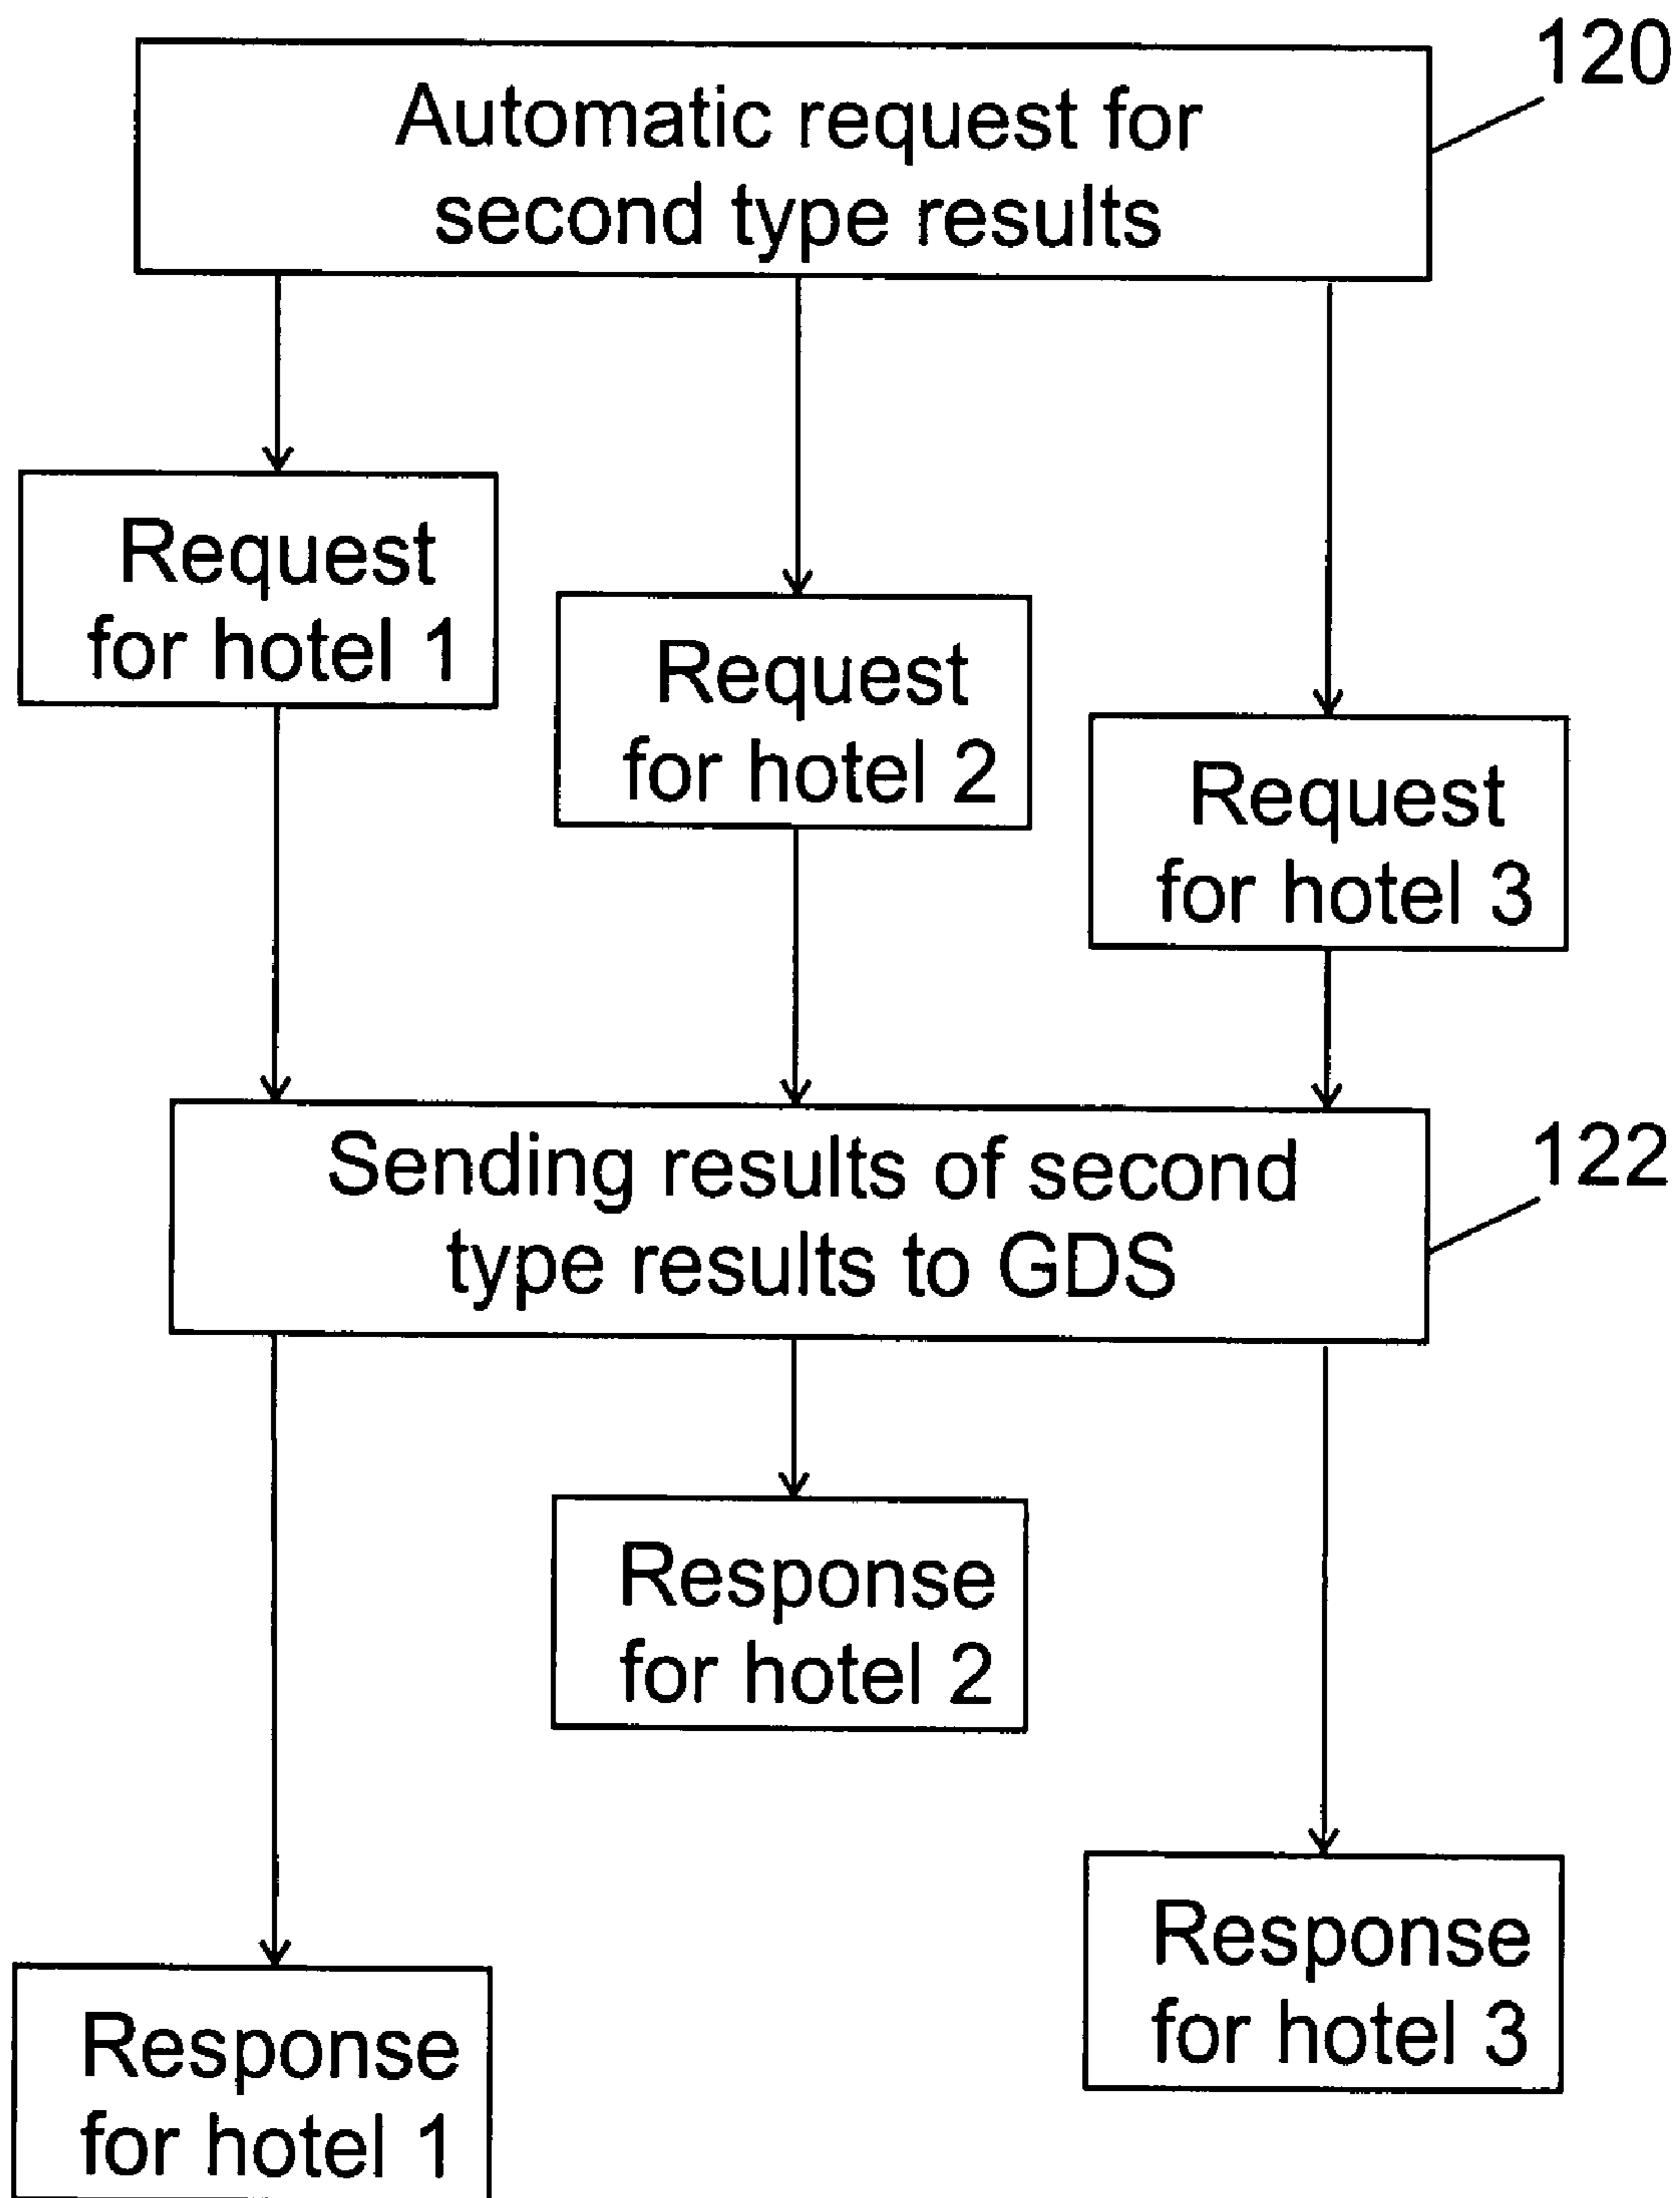 120
Automatic request for
second type results
Request
for hotel 1
Request
for hotel 2
Request
for hotel 3
122
Sending results of second
type results to GDS
Response
for hotel 2
Response
for hotel 3
Response
for hotel 1